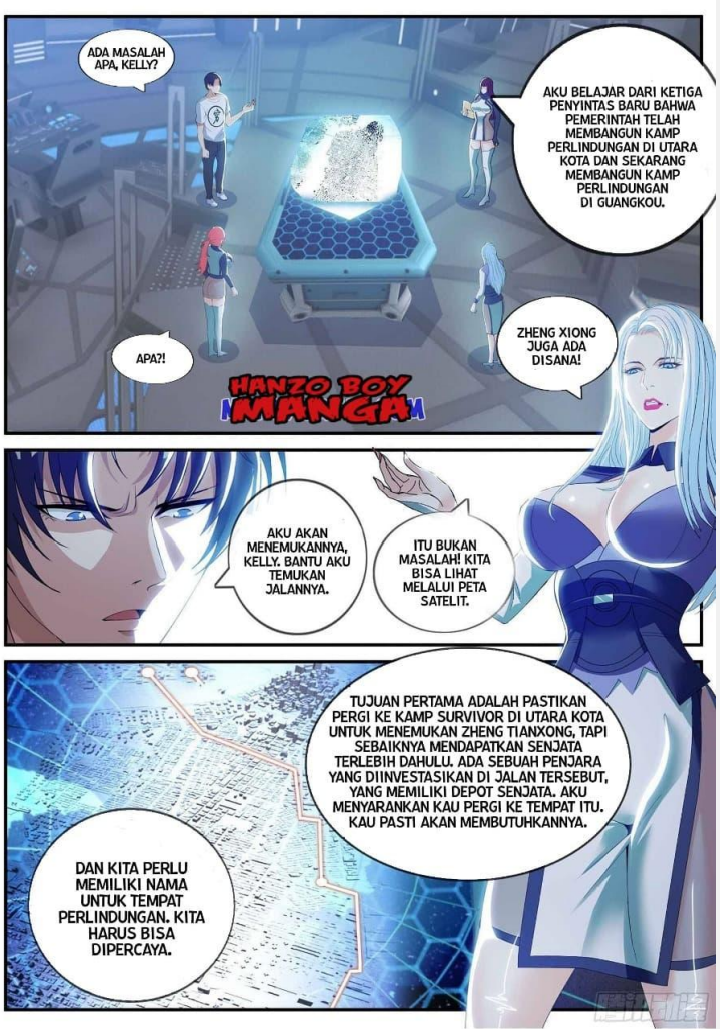 ADA MASALAH
APA, KELLY?
AKU BELAJAR DARI KETIGA
PENYINTAS BARU BAHWA
PEMERINTAH TELAH
MEMBANGUN KAMP
PERLINDUNGAN DI UTARA
KOTA DAN SEKARANG
MEMBANGUN KAMP
PERLINDUNGAN
DI GUANGKOU.
APA?!
ZHENG XIONG
JUGA ADA
DISANA!
HANZO BOY
MANGA
AKU AKAN
MENEMUKANNYA,
KELLY. BANTU AKU
TEMUKAN
JALANNYA.
ITU BUKAN
MASALAH! KITA
BISA LIHAT
MELALUI PETA
SATELIT.
TUJUAN PERTAMA ADALAH PASTIKAN
PERGI KE KAMP SURVIVOR DI UTARA KOTA
UNTUK MENEMUKAN ZHENG TIANXONG, TAPI
SEBAIKNYA MENDAPATKAN SENJATA
TERLEBIH DAHULU. ADA SEBUAH PENJARA
YANG DIINVESTASIKAN DI JALAN TERSEBUT,
YANG MEMILIKI DEPOT SENJATA. AKU
MENYARANKAN KAU PERGI KE TEMPAT ITU.
KAU PASTI AKAN MEMBUTUHKANNYA.
DAN KITA PERLU
MEMILIKI NAMA
UNTUK TEMPAT
PERLINDUNGAN. KITA
HARUS BISA
DIPERCAYA.
腾讯动漫